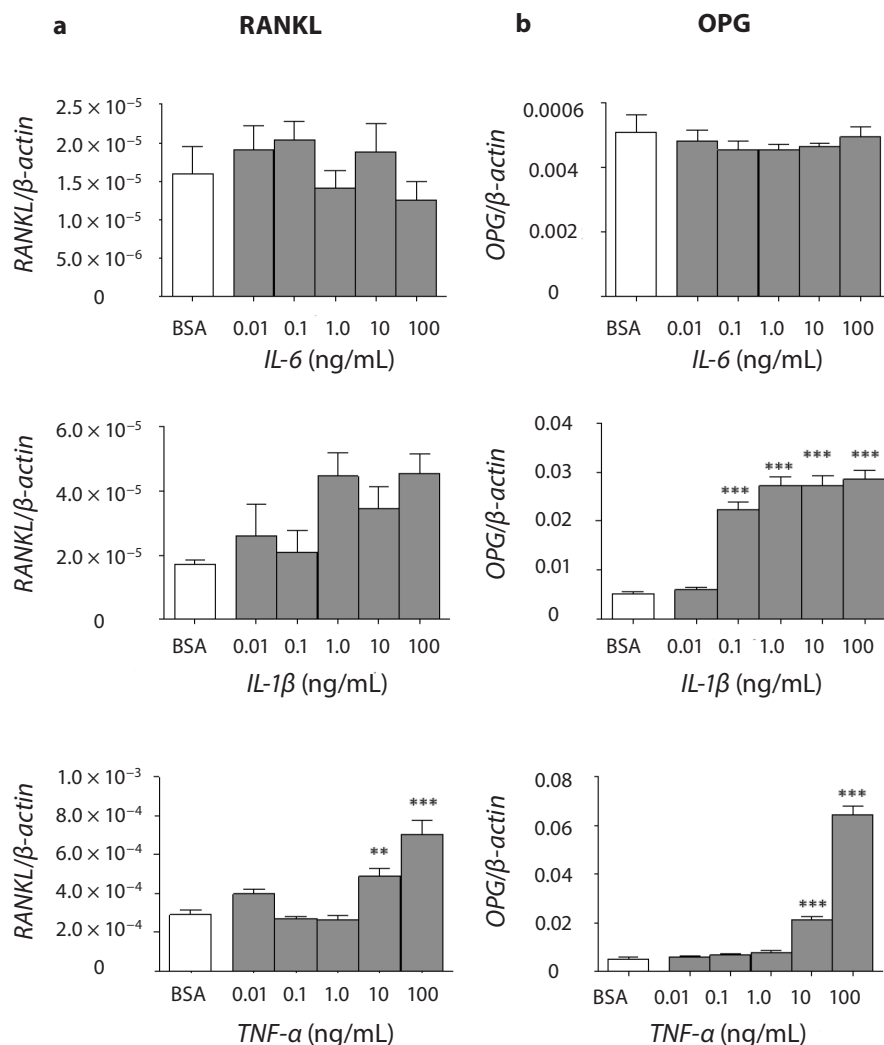 a RANKL b OPG
RANKL/β-actin
2.5 × 10⁻⁵
2.0 × 10⁻⁵
1.5 × 10⁻⁵
1.0 × 10⁻⁵
5.0 × 10⁻⁶
0
BSA 0.01 0.1 1.0 10 100
IL-6 (ng/mL)
OPG/β-actin
0.0006
0.004
0.002
0
BSA 0.01 0.1 1.0 10 100
IL-6 (ng/mL)
RANKL/β-actin
6.0 × 10⁻⁵
4.0 × 10⁻⁵
2.0 × 10⁻⁵
0
BSA 0.01 0.1 1.0 10 100
IL-1β (ng/mL)
OPG/β-actin
0.04
0.03
0.02
0.01
0
*** *** *** ***
BSA 0.01 0.1 1.0 10 100
IL-1β (ng/mL)
RANKL/β-actin
1.0 × 10⁻³
8.0 × 10⁻⁴
6.0 × 10⁻⁴
4.0 × 10⁻⁴
2.0 × 10⁻⁴
0
** ***
BSA 0.01 0.1 1.0 10 100
TNF-α (ng/mL)
OPG/β-actin
0.08
0.06
0.04
0.02
0
*** ***
BSA 0.01 0.1 1.0 10 100
TNF-α (ng/mL)